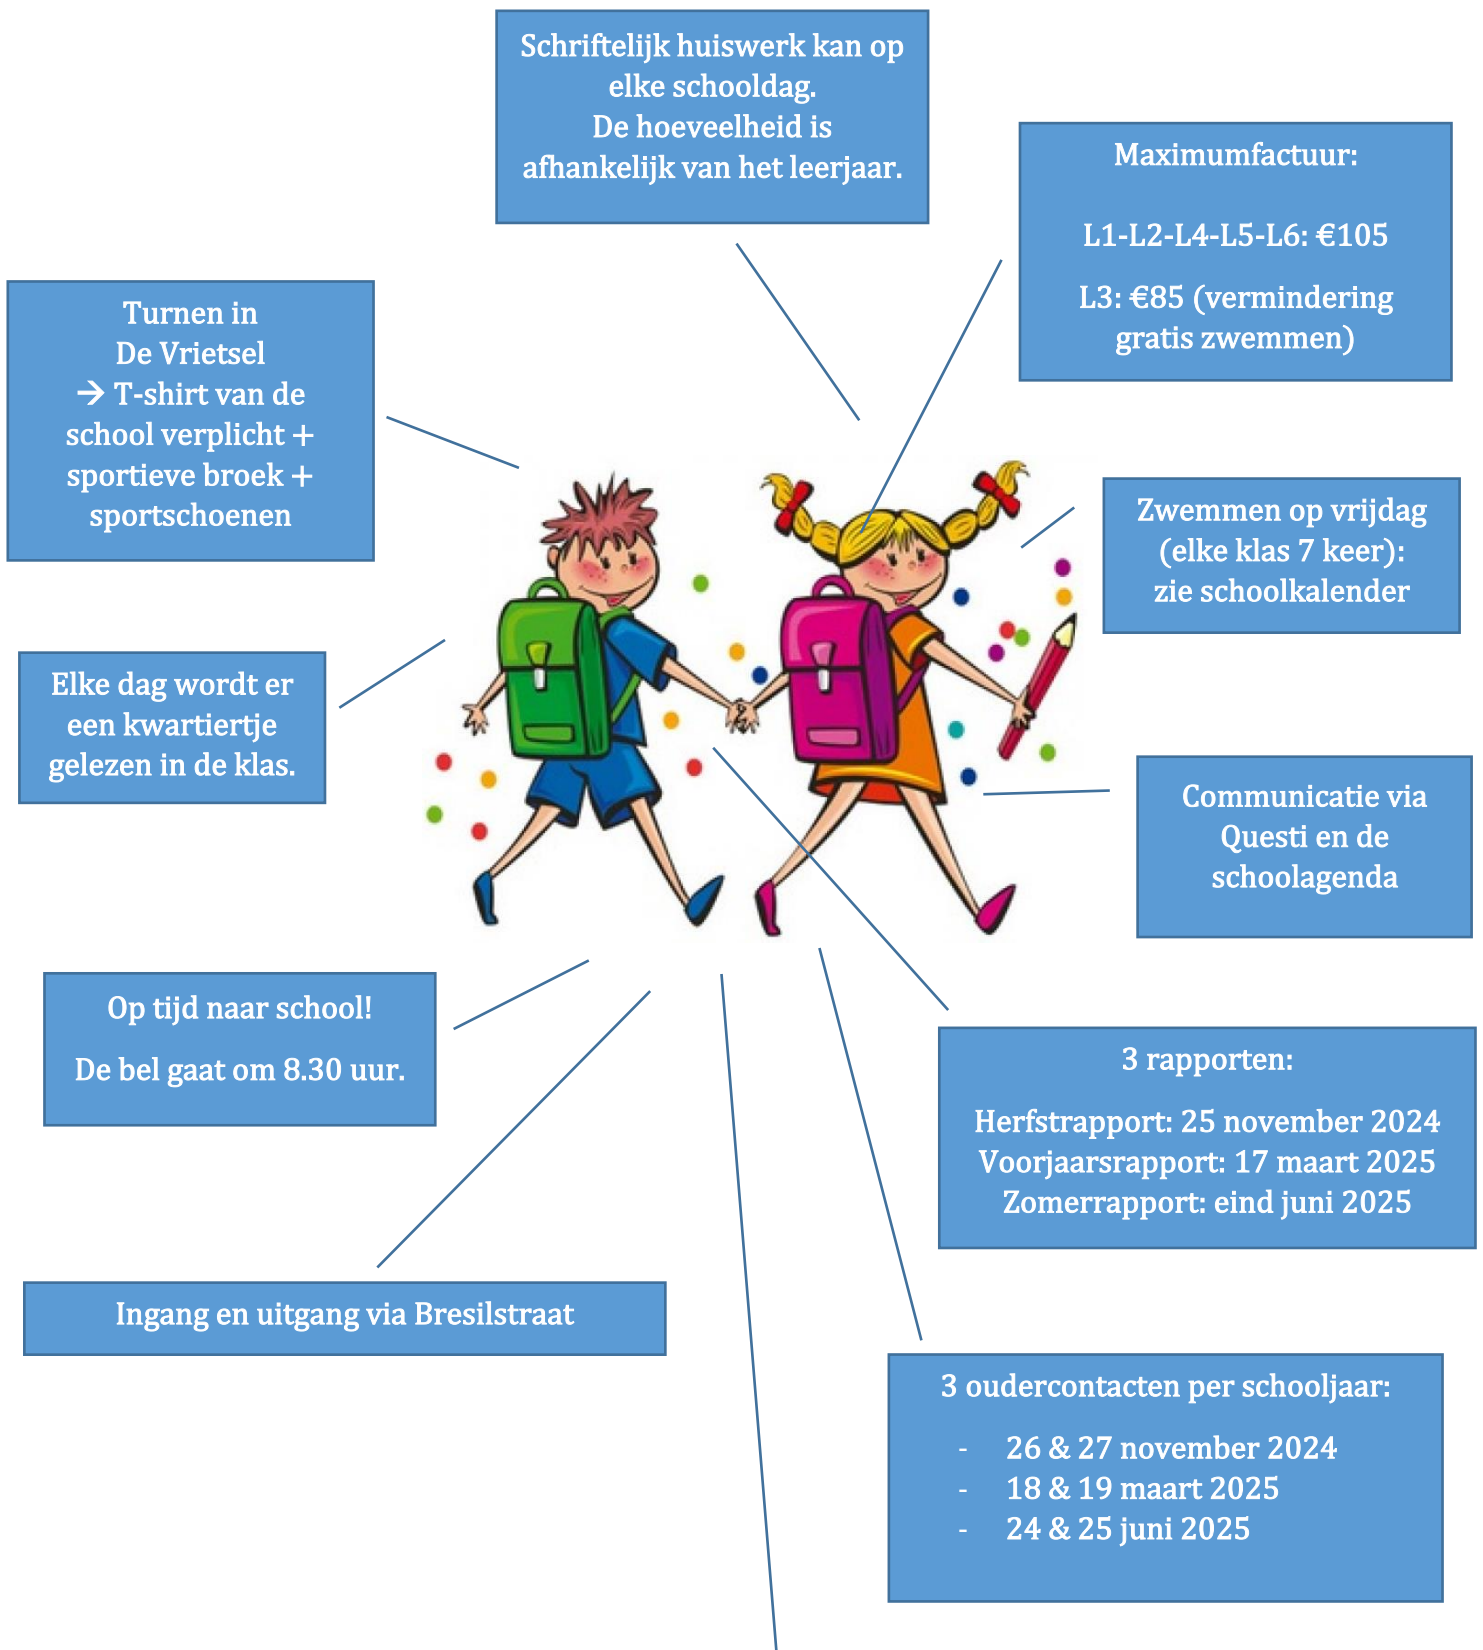 Schriftelijk huiswerk kan op
elke schooldag.
De hoeveelheid is
afhankelijk van het leerjaar.
Maximumfactuur:
L1-L2-L4-L5-L6: €105
L3: €85 (vermindering
gratis zwemmen)
Turnen in
De Vrietsel
→ T-shirt van de
school verplicht +
sportieve broek +
sportschoenen
Zwemmen op vrijdag
(elke klas 7 keer):
zie schoolkalender
Elke dag wordt er
een kwartiertje
gelezen in de klas.
Communicatie via
Questi en de
schoolagenda
Op tijd naar school!
De bel gaat om 8.30 uur.
3 rapporten:
Herfstrapport: 25 november 2024
Voorjaarsrapport: 17 maart 2025
Zomerrapport: eind juni 2025
Ingang en uitgang via Bresilstraat
3 oudercontacten per schooljaar:
- 26 & 27 november 2024
- 18 & 19 maart 2025
- 24 & 25 juni 2025